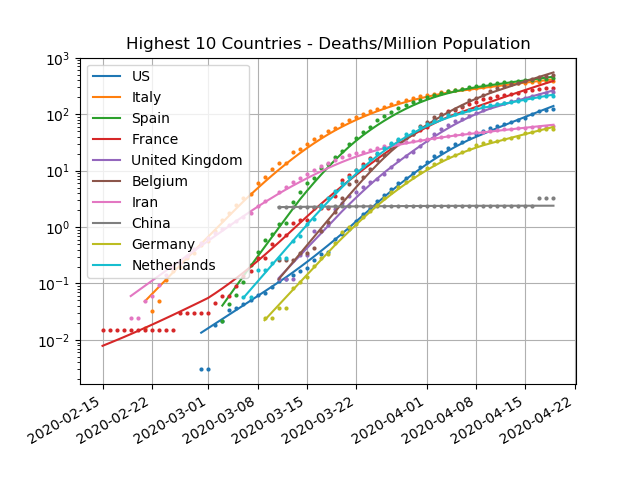 Highest 10 Countries - Deaths/Million Population
10³
10²
10¹
10⁰
10⁻¹
10⁻²
US
Italy
Spain
France
United Kingdom
Belgium
Iran
China
Germany
Netherlands
2020-02-15
2020-02-22
2020-03-01
2020-03-08
2020-03-15
2020-03-22
2020-04-01
2020-04-08
2020-04-15
2020-04-22